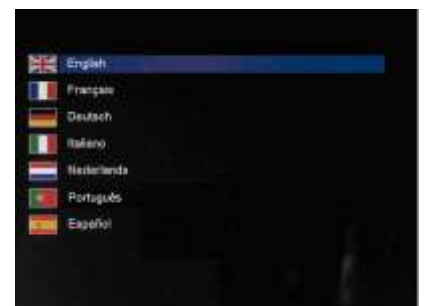 English
Français
Deutsch
Italiano
Nederlands
Português
Español